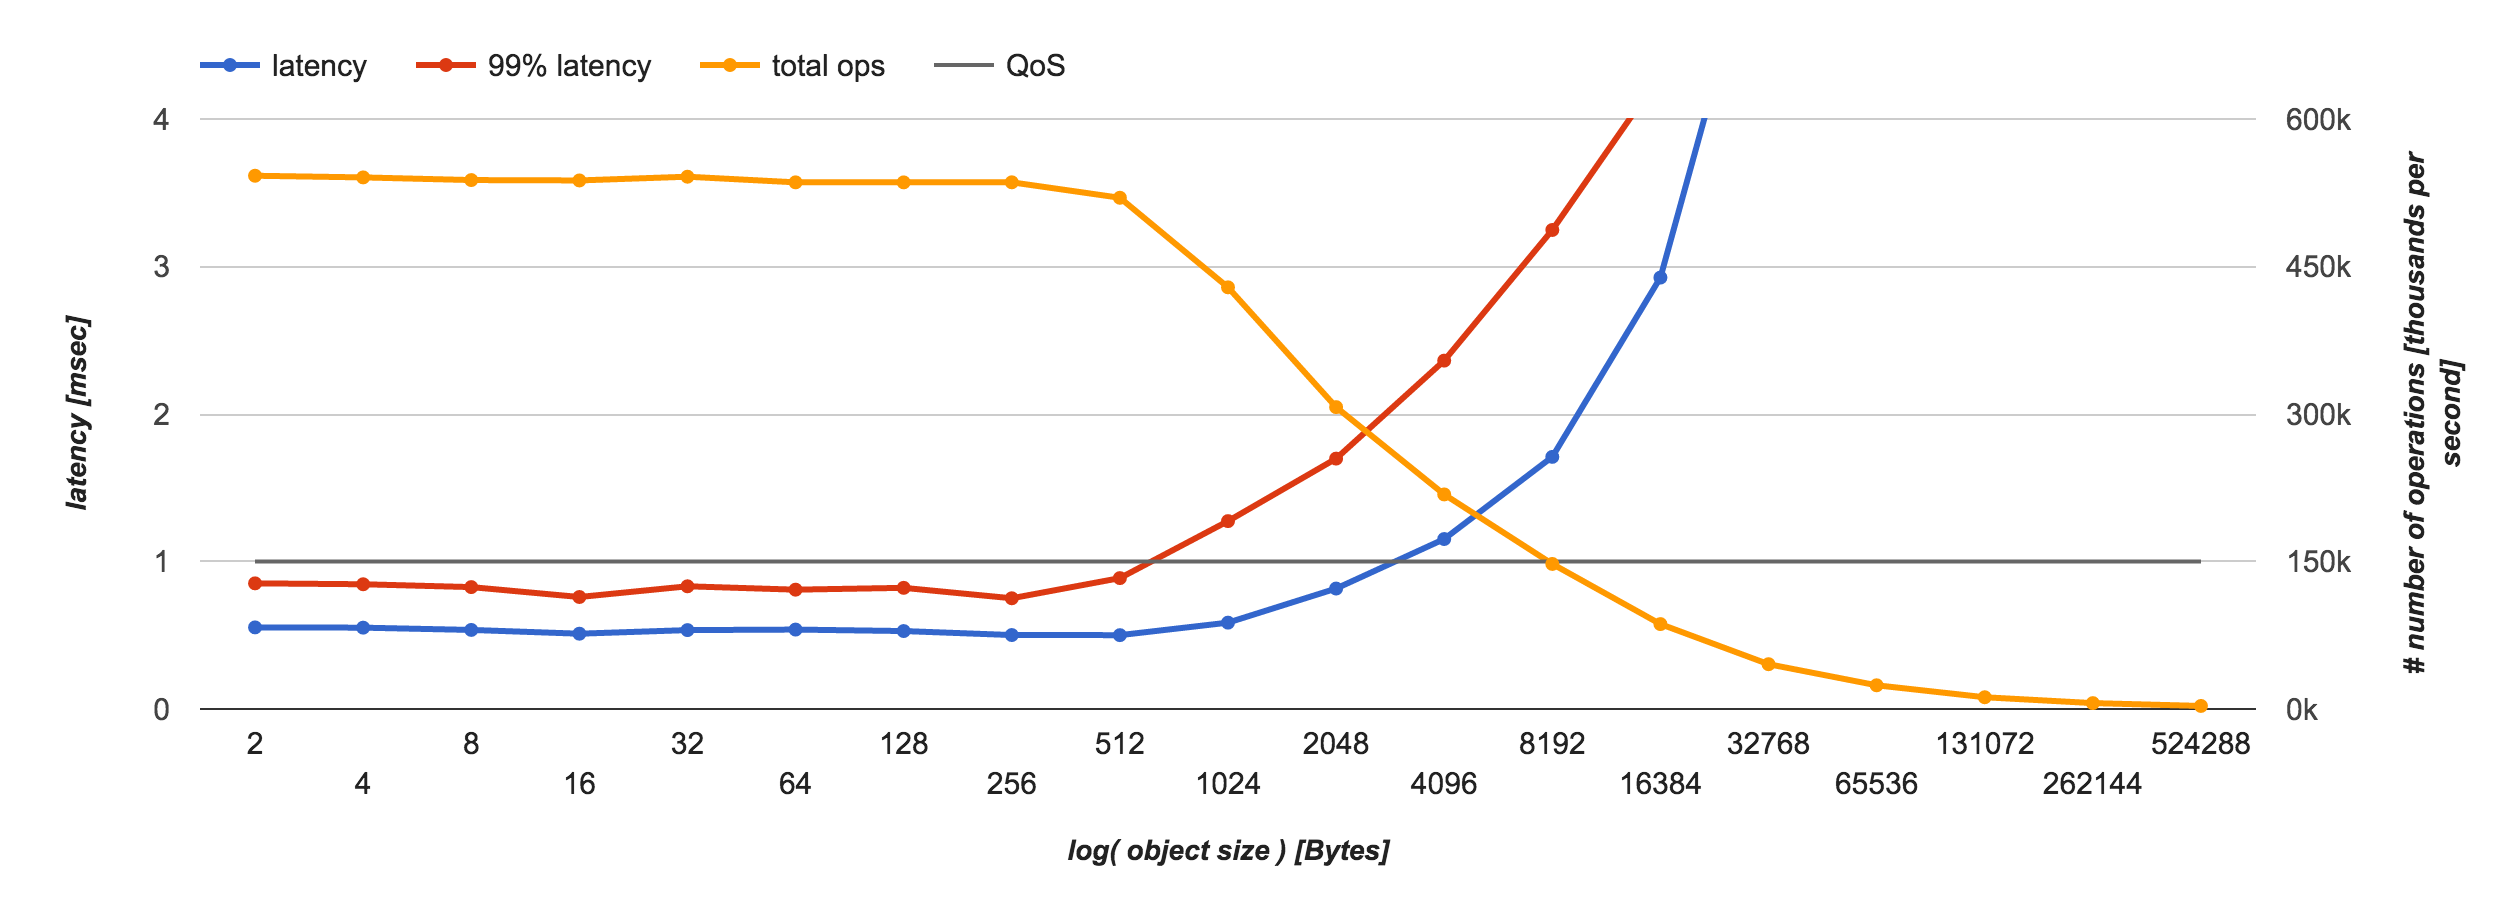 latency 99% latency total ops QoS
4 600k
3 450k
2 300k
1 150k
0 0k
latency [msec]
# number of operations [thousands per
second]
2 8 32 128 512 2048 8192 32768 131072 524288
4 16 64 256 1024 4096 16384 65536 262144
log( object size ) [Bytes]